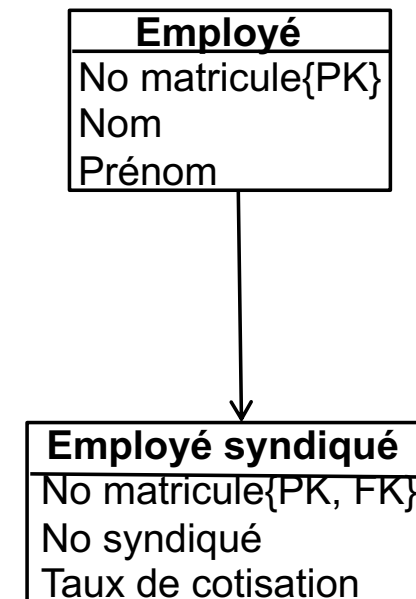 Employé
No matricule{PK}
Nom
Prénom
Employé syndiqué
No matricule{PK, FK}
No syndiqué
Taux de cotisation